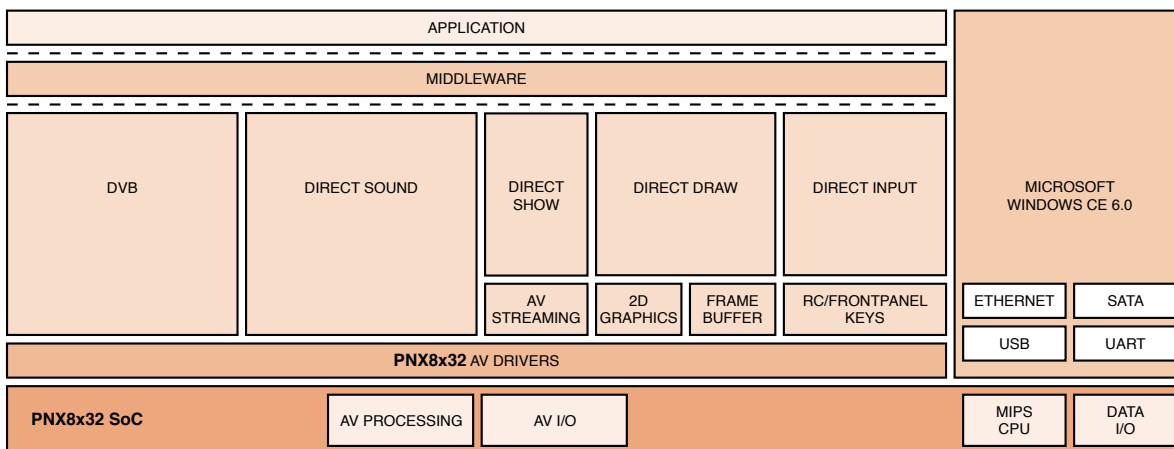 APPLICATION
MIDDLEWARE
DVB
DIRECT SOUND
DIRECT
SHOW
DIRECT DRAW
DIRECT INPUT
MICROSOFT
WINDOWS CE 6.0
AV
STREAMING
2D
GRAPHICS
FRAME
BUFFER
RC/FRONTPANEL
KEYS
ETHERNET
SATA
USB
UART
PNX8x32 AV DRIVERS
PNX8x32 SoC
AV PROCESSING
AV I/O
MIPS
CPU
DATA
I/O